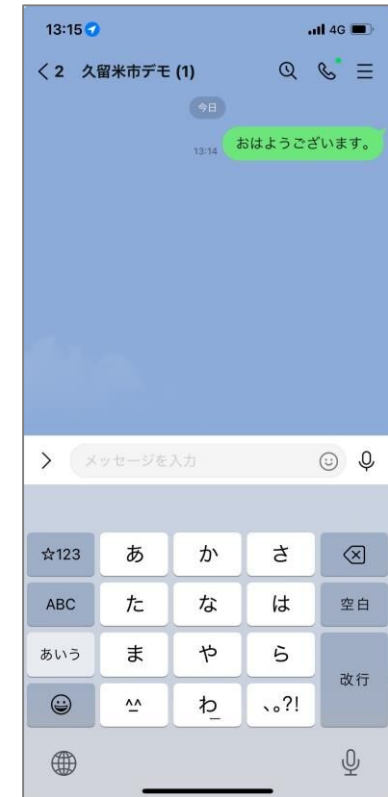 13:15 4G
2 久留米市デモ (1)
今日
13:14 おはようございます。
メッセージを入力
☆123 あ か さ
ABC た な は 空白
あいう ま や ら
改行
^^ わ 、。?!